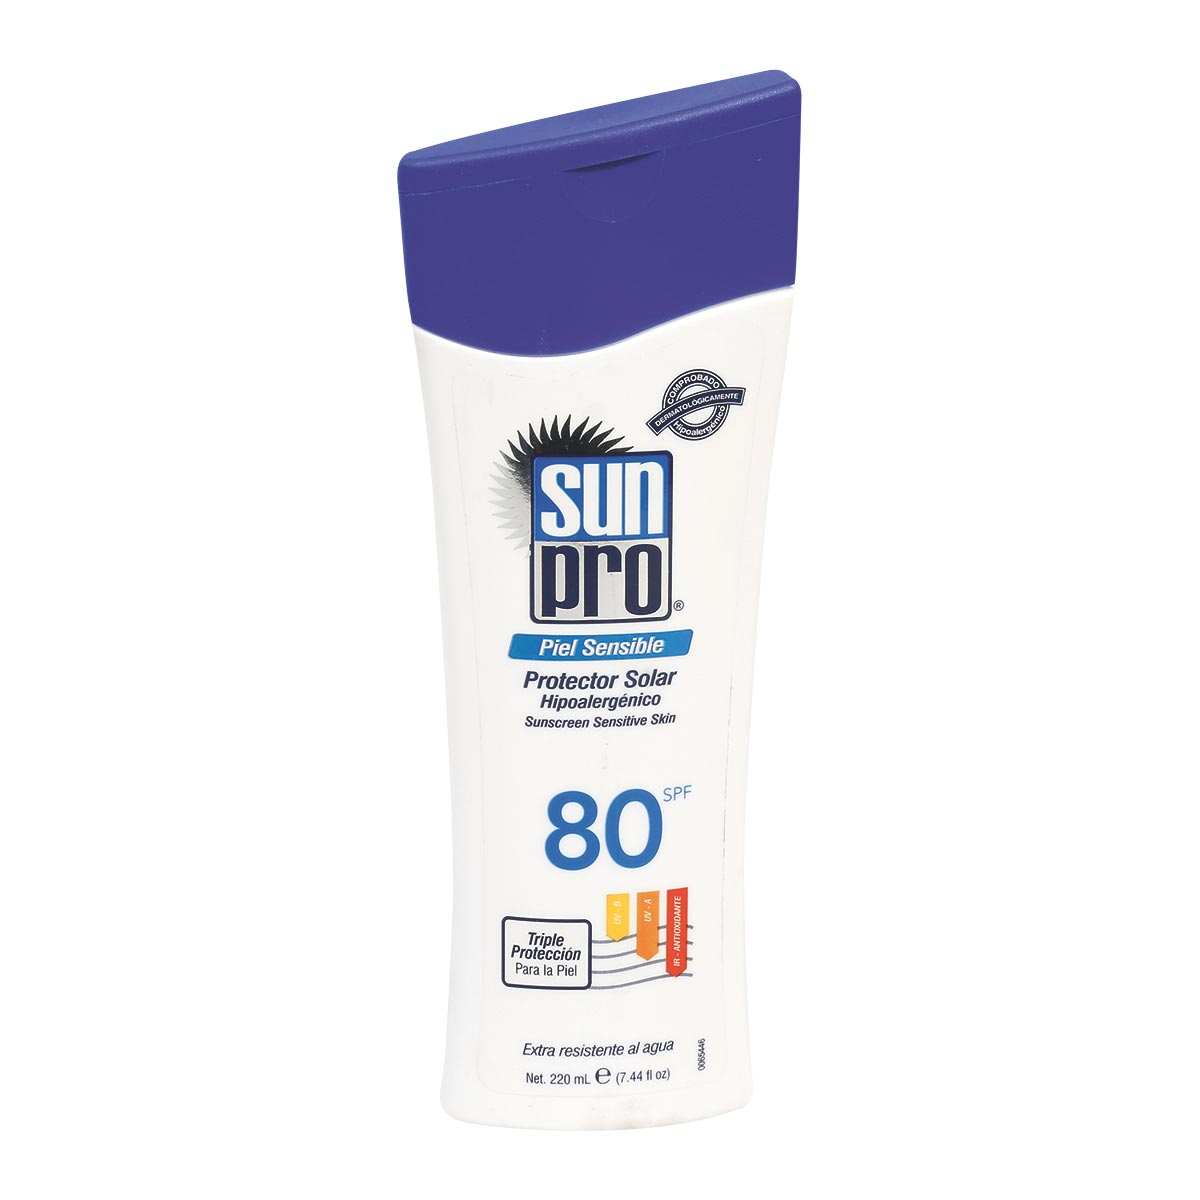 COMPROBADO
DERMATOLÓGICAMENTE
Hipoalergénico
sun
pro®
Piel Sensible
Protector Solar
Hipoalergénico
Sunscreen Sensitive Skin
80 SPF
UV - B
UV - A
IR - ANTIOXIDANTE
Triple
Protección
Para la Piel
Extra resistente al agua
Net. 220 mL ℮ (7.44 fl oz)
0065446